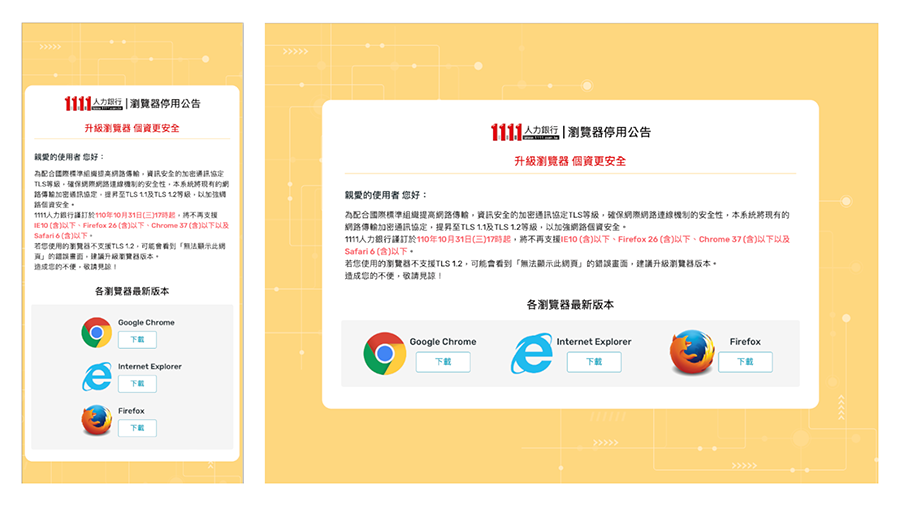 1111 人力銀行 www.1111.com.tw | 瀏覽器停用公告
升級瀏覽器 個資更安全
親愛的使用者 您好：
為配合國際標準組織提高網路傳輸，資訊安全的加密通訊協定
TLS等級，確保網際網路連線機制的安全性，本系統將現有的網
路傳輸加密通訊協定，提昇至TLS 1.1及TLS 1.2等級，以加強網
路個資安全。
1111人力銀行謹訂於110年10月31日(三)17時起，將不再支援
IE10 (含)以下、Firefox 26 (含)以下、Chrome 37 (含)以下以及
Safari 6 (含)以下。
若您使用的瀏覽器不支援TLS 1.2，可能會看到「無法顯示此網
頁」的錯誤畫面，建議升級瀏覽器版本。
造成您的不便，敬請見諒！
各瀏覽器最新版本
Google Chrome
下載
Internet Explorer
下載
Firefox
下載
1111 人力銀行 www.1111.com.tw | 瀏覽器停用公告
升級瀏覽器 個資更安全
親愛的使用者 您好：
為配合國際標準組織提高網路傳輸，資訊安全的加密通訊協定TLS等級，確保網際網路連線機制的安全性，本系統將現有的
網路傳輸加密通訊協定，提昇至TLS 1.1及TLS 1.2等級，以加強網路個資安全。
1111人力銀行謹訂於110年10月31日(三)17時起，將不再支援IE10 (含)以下、Firefox 26 (含)以下、Chrome 37 (含)以下以及
Safari 6 (含)以下。
若您使用的瀏覽器不支援TLS 1.2，可能會看到「無法顯示此網頁」的錯誤畫面，建議升級瀏覽器版本。
造成您的不便，敬請見諒！
各瀏覽器最新版本
Google Chrome
下載
Internet Explorer
下載
Firefox
下載